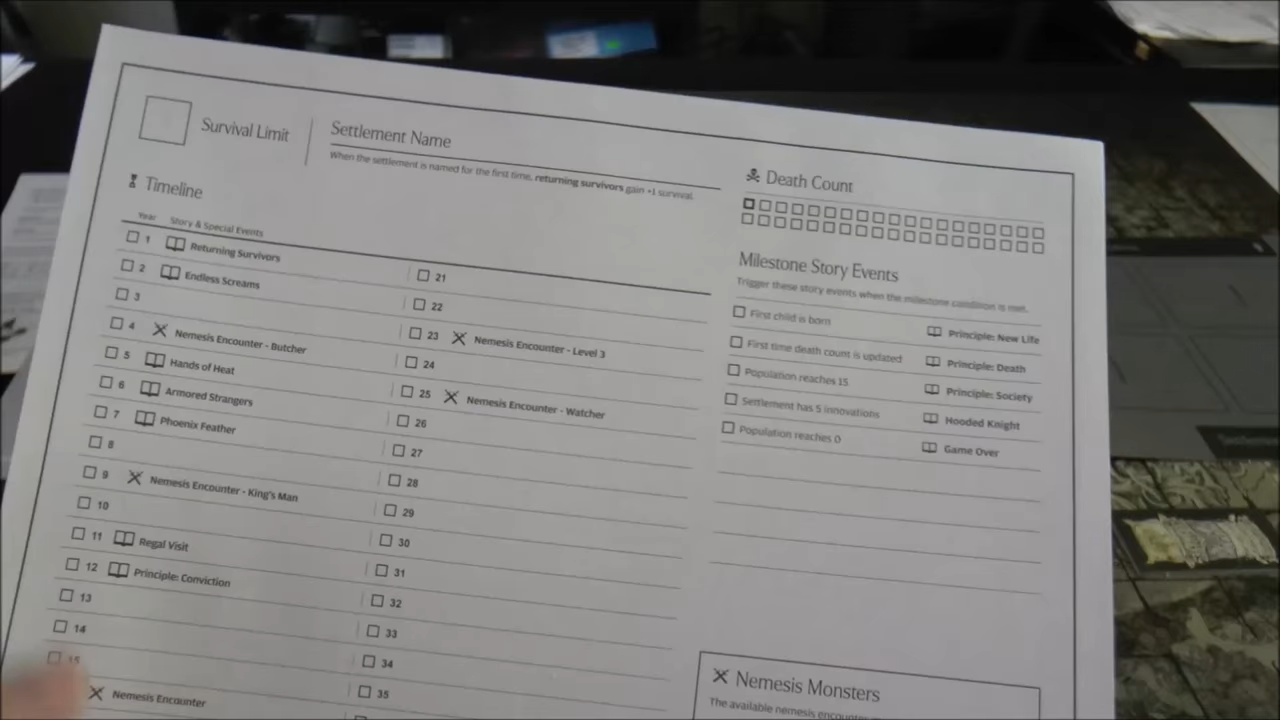 Survival Limit
Settlement Name
When the settlement is named for the first time, returning survivors gain +1 survival.
Timeline
Year Story & Special Events
1 Returning Survivors
2 Endless Screams
3
4 Nemesis Encounter - Butcher
5 Hands of Heat
6 Armored Strangers
7 Phoenix Feather
8
9 Nemesis Encounter - King's Man
10
11 Regal Visit
12 Principle: Conviction
13
14
15
Nemesis Encounter
21
22
23 Nemesis Encounter - Level 3
24
25 Nemesis Encounter - Watcher
26
27
28
29
30
31
32
33
34
35
Death Count
Milestone Story Events
Trigger these story events when the milestone condition is met.
First child is born Principle: New Life
First time death count is updated Principle: Death
Population reaches 15 Principle: Society
Settlement has 5 innovations Hooded Knight
Population reaches 0 Game Over
Nemesis Monsters
The available nemesis encounter